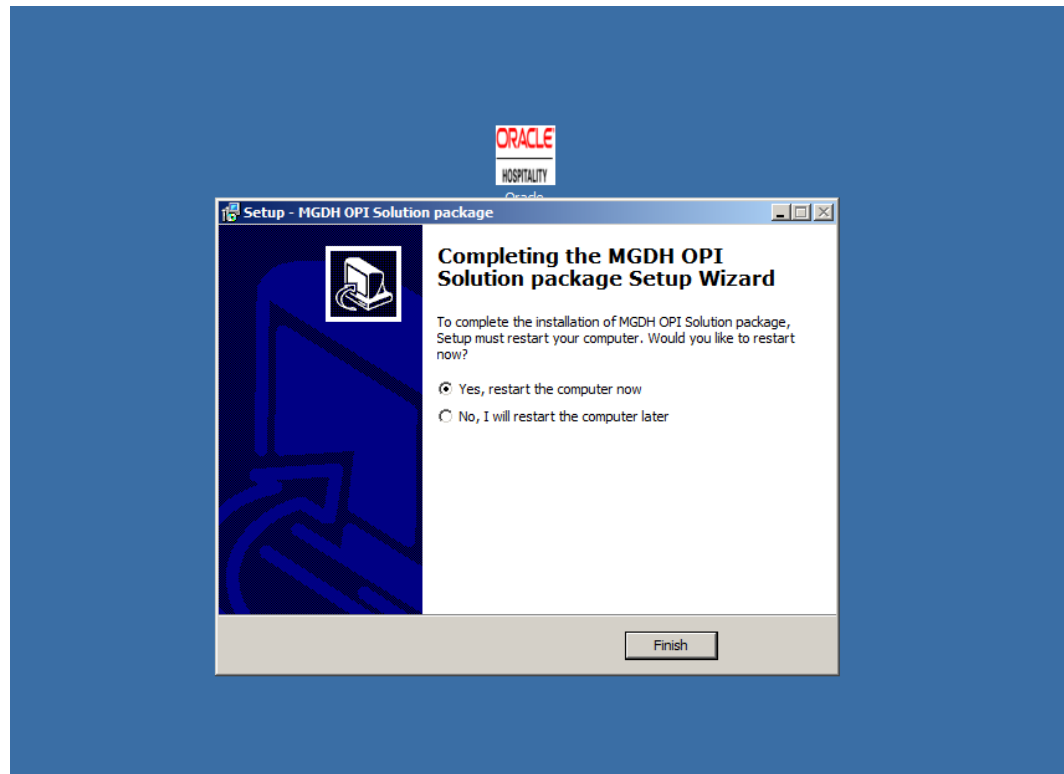 ORACLE
HOSPITALITY
Oracle
Setup - MGDH OPI Solution package
Completing the MGDH OPI
Solution package Setup Wizard
To complete the installation of MGDH OPI Solution package,
Setup must restart your computer. Would you like to restart
now?
Yes, restart the computer now
No, I will restart the computer later
Finish